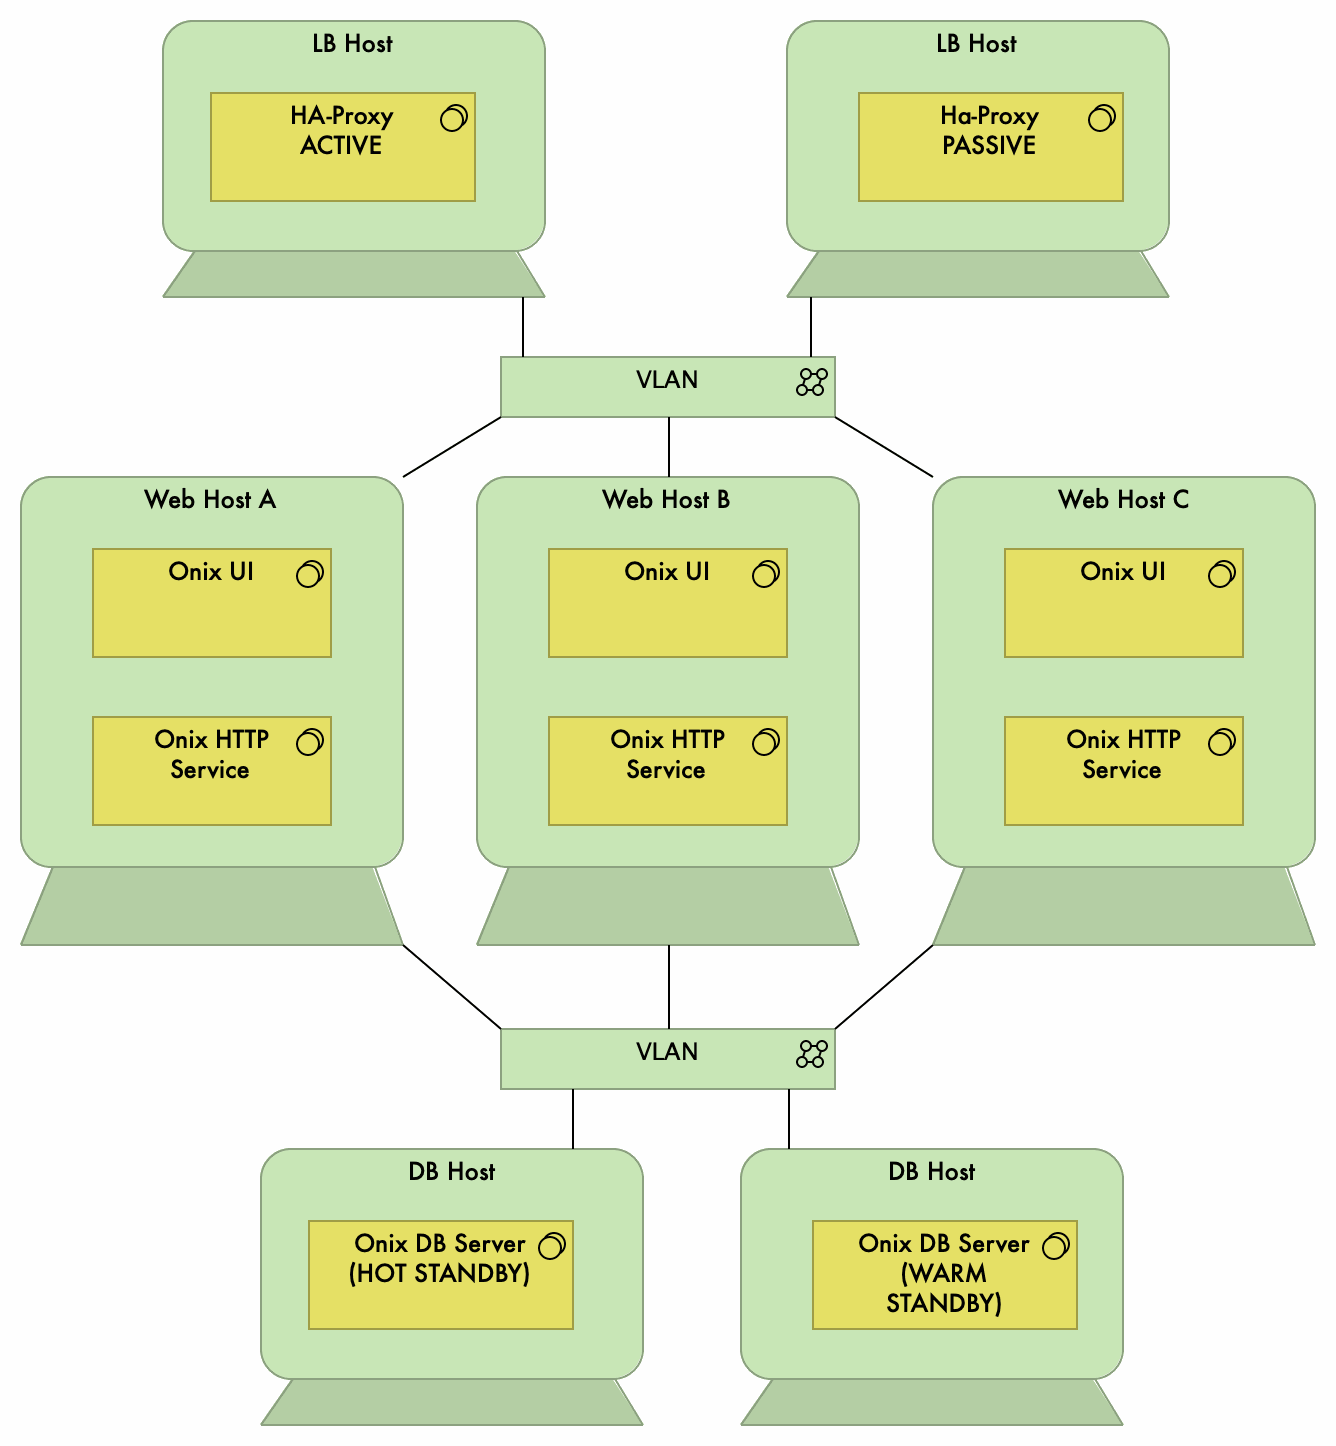 LB Host
HA-Proxy
ACTIVE
LB Host
Ha-Proxy
PASSIVE
VLAN
Web Host A
Onix UI
Onix HTTP
Service
Web Host B
Onix UI
Onix HTTP
Service
Web Host C
Onix UI
Onix HTTP
Service
VLAN
DB Host
Onix DB Server
(HOT STANDBY)
DB Host
Onix DB Server
(WARM
STANDBY)